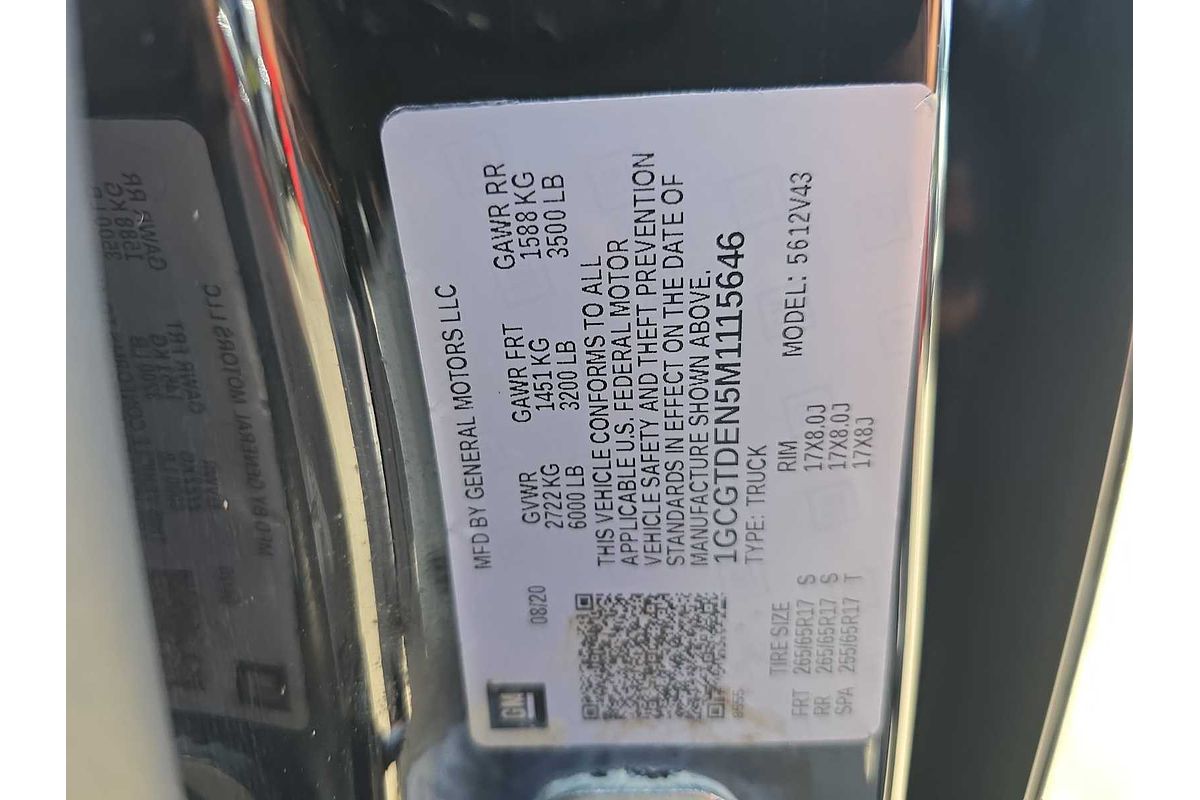 MFD BY GENERAL MOTORS LLC
08/20
GVWR GAWR FRT GAWR RR
2722 KG 1451 KG 1588 KG
6000 LB 3200 LB 3500 LB
THIS VEHICLE CONFORMS TO ALL
APPLICABLE U.S. FEDERAL MOTOR
VEHICLE SAFETY AND THEFT PREVENTION
STANDARDS IN EFFECT ON THE DATE OF
MANUFACTURE SHOWN ABOVE.
1GCGTDEN5M1115646
TYPE: TRUCK MODEL: 5612V43
GM
8555
TIRE SIZE RIM
FRT 265/65R17 S 17X8.0J
RR 265/65R17 S 17X8.0J
SPA 255/65R17 T 17X8J